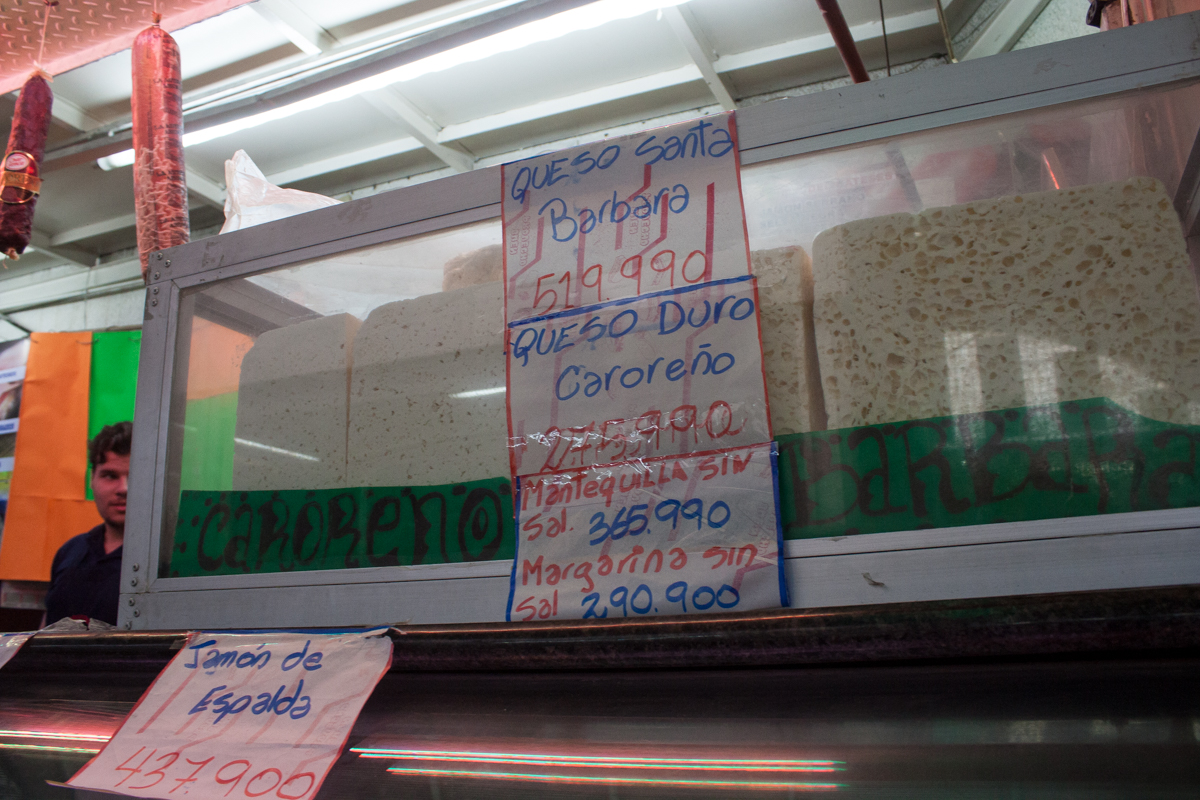 QUESO Santa
Barbara
519.990
QUESO Duro
Caroreño
MantequiLLa SIN
Sal. 365.990
Margarina SIN
Sal 290.900
CaRoReno
BaRBaRa
Jamón de
Espalda
437.900